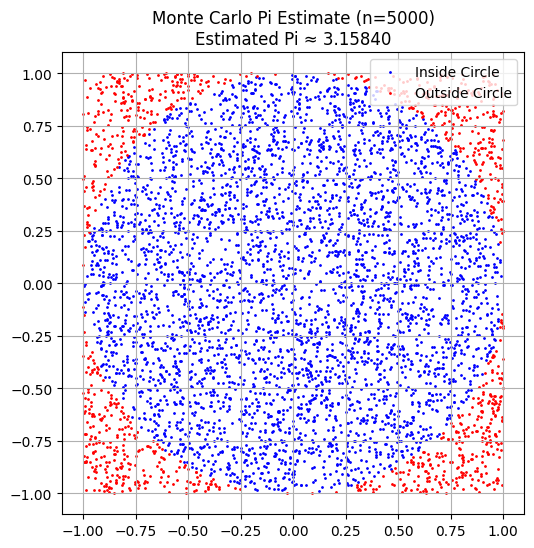 Monte Carlo Pi Estimate (n=5000)
Estimated Pi ≈ 3.15840
Inside Circle
Outside Circle
1.00
0.75
0.50
0.25
0.00
−0.25
−0.50
−0.75
−1.00
−1.00 −0.75 −0.50 −0.25 0.00 0.25 0.50 0.75 1.00